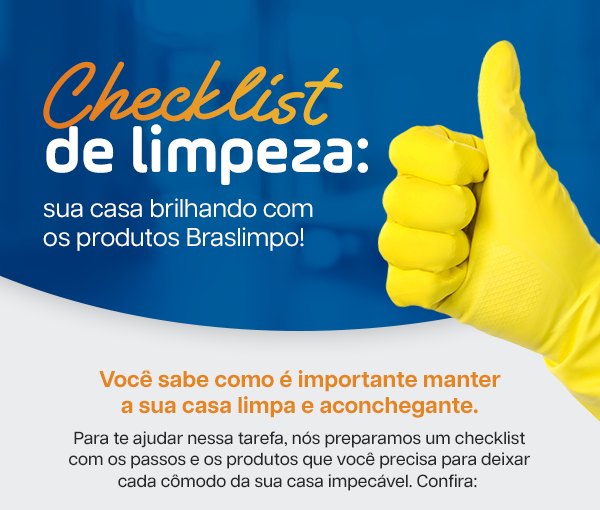 Checklist
de limpeza:
sua casa brilhando com
os produtos Braslimpo!
Você sabe como é importante manter
a sua casa limpa e aconchegante.
Para te ajudar nessa tarefa, nós preparamos um checklist
com os passos e os produtos que você precisa para deixar
cada cômodo da sua casa impecável. Confira: